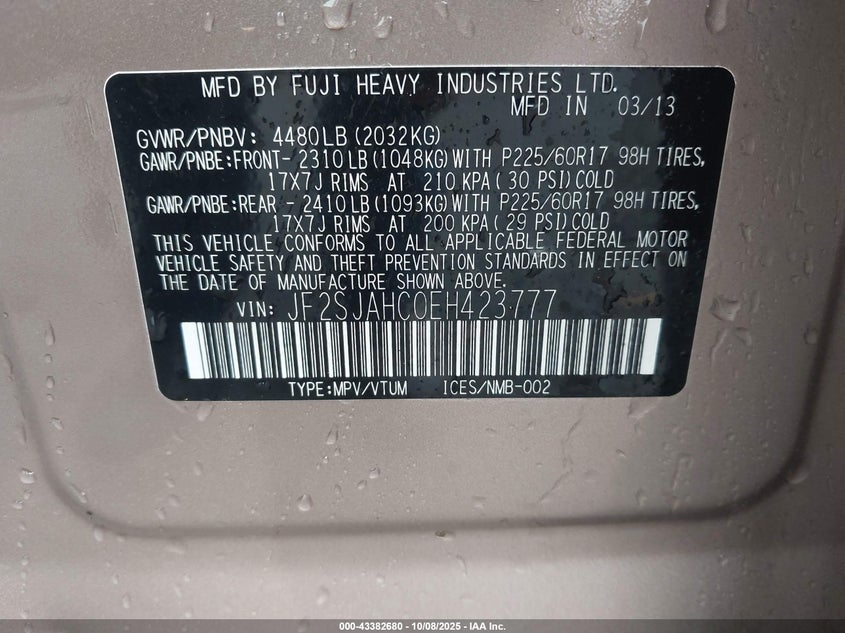 MFD BY FUJI HEAVY INDUSTRIES LTD.
MFD IN 03/13
GVWR/PNBV: 4480LB(2032KG)
GAWR/PNBE:FRONT- 2310LB(1048KG)WITH P225/60R17 98H TIRES,
17X7J RIMS AT 210KPA(30 PSI)COLD
GAWR/PNBE:REAR - 2410LB(1093KG)WITH P225/60R17 98H TIRES,
17X7J RIMS AT 200KPA(29 PSI)COLD
THIS VEHICLE CONFORMS TO ALL APPLICABLE FEDERAL MOTOR
VEHICLE SAFETY AND THEFT PREVENTION STANDARDS IN EFFECT ON
THE DATE OF MANUFACTURE SHOWN ABOVE.
VIN: JF2SJAHC0EH423777
TYPE:MPV/VTUM ICES/NMB-002
000-43382680 - 10/08/2025 - IAA Inc.